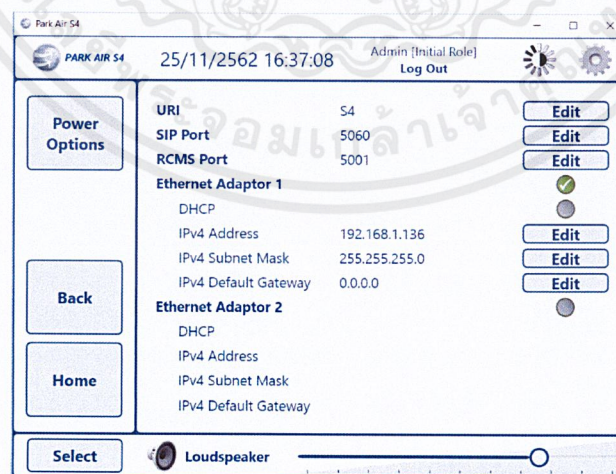 Park Air S4
PARK AIR S4
25/11/2562 16:37:08
Admin [Initial Role]
Log Out
Power
Options
Back
Home
Select
URI S4 Edit
SIP Port 5060 Edit
RCMS Port 5001 Edit
Ethernet Adaptor 1
DHCP
IPv4 Address 192.168.1.136 Edit
IPv4 Subnet Mask 255.255.255.0 Edit
IPv4 Default Gateway 0.0.0.0 Edit
Ethernet Adaptor 2
DHCP
IPv4 Address
IPv4 Subnet Mask
IPv4 Default Gateway
Loudspeaker